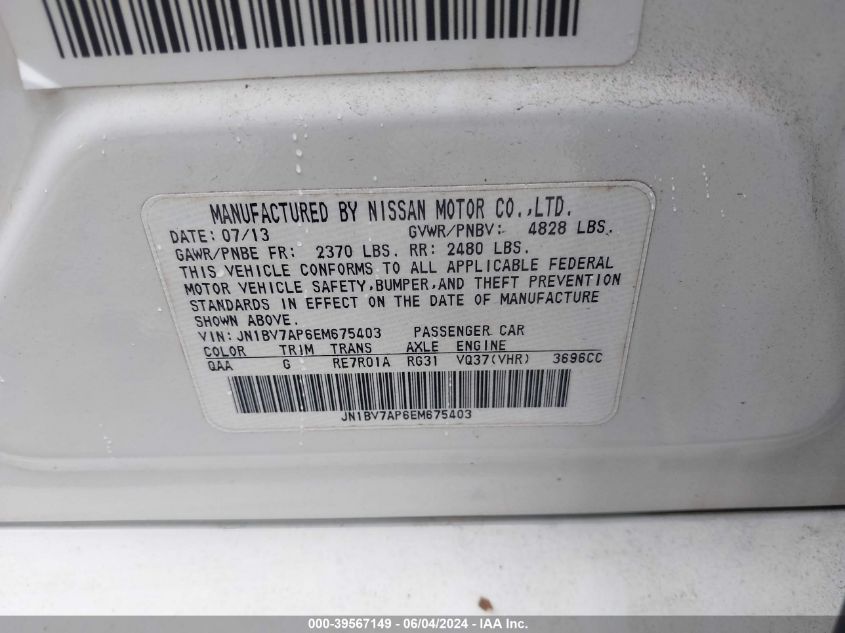 MANUFACTURED BY NISSAN MOTOR CO.,LTD.
DATE: 07/13 GVWR/PNBV: 4828 LBS.
GAWR/PNBE FR: 2370 LBS. RR: 2480 LBS.
THIS VEHICLE CONFORMS TO ALL APPLICABLE FEDERAL
MOTOR VEHICLE SAFETY,BUMPER,AND THEFT PREVENTION
STANDARDS IN EFFECT ON THE DATE OF MANUFACTURE
SHOWN ABOVE.
VIN: JN1BV7AP6EM675403 PASSENGER CAR
COLOR TRIM TRANS AXLE ENGINE
QAA G RE7R01A RG31 VQ37(VHR) 3696CC
JN1BV7AP6EM675403
000-39567149 - 06/04/2024 - IAA Inc.